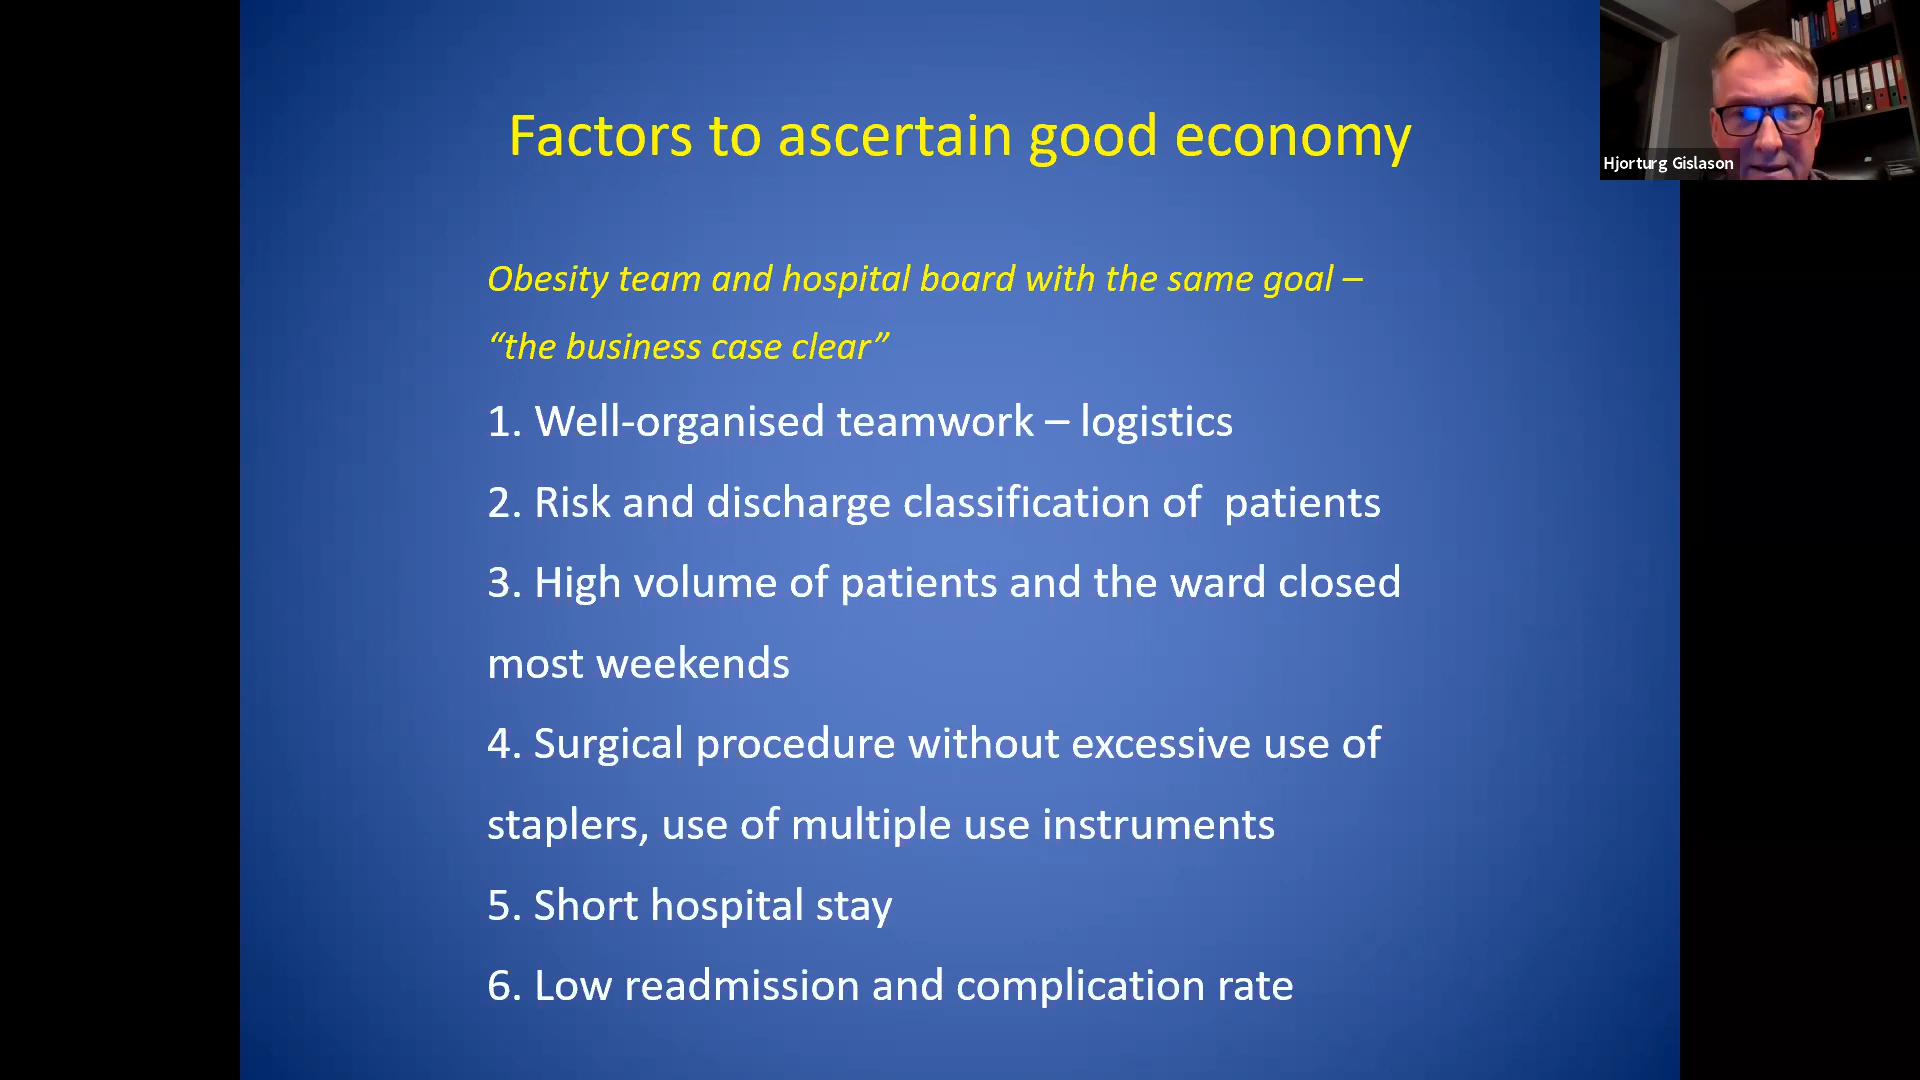 Factors to ascertain good economy
Hjorturg Gislason
Obesity team and hospital board with the same goal –
“the business case clear”
1. Well-organised teamwork – logistics
2. Risk and discharge classification of  patients
3. High volume of patients and the ward closed
most weekends
4. Surgical procedure without excessive use of
staplers, use of multiple use instruments
5. Short hospital stay
6. Low readmission and complication rate